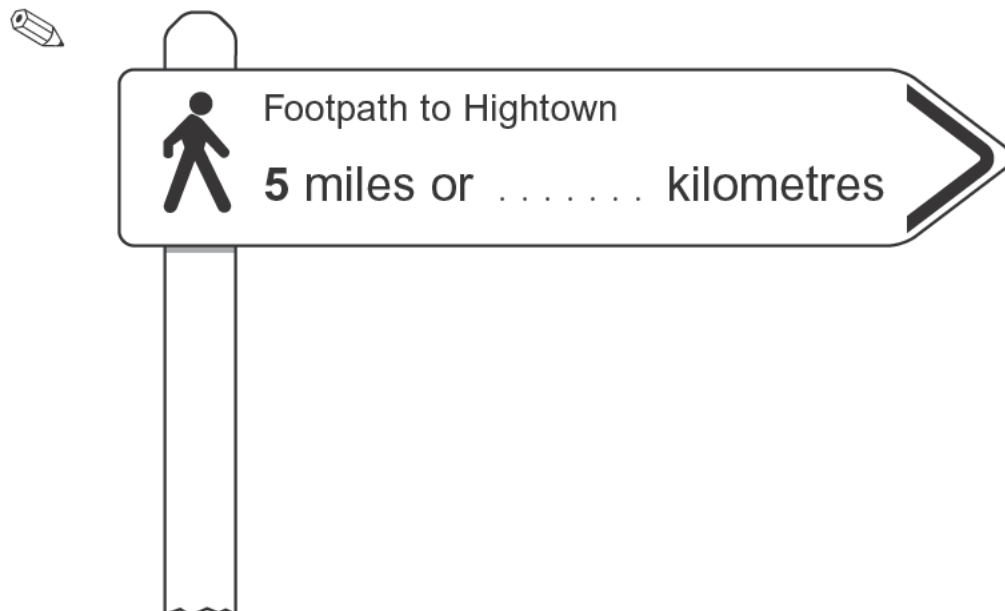 Footpath to Hightown
5 miles or ....... kilometres